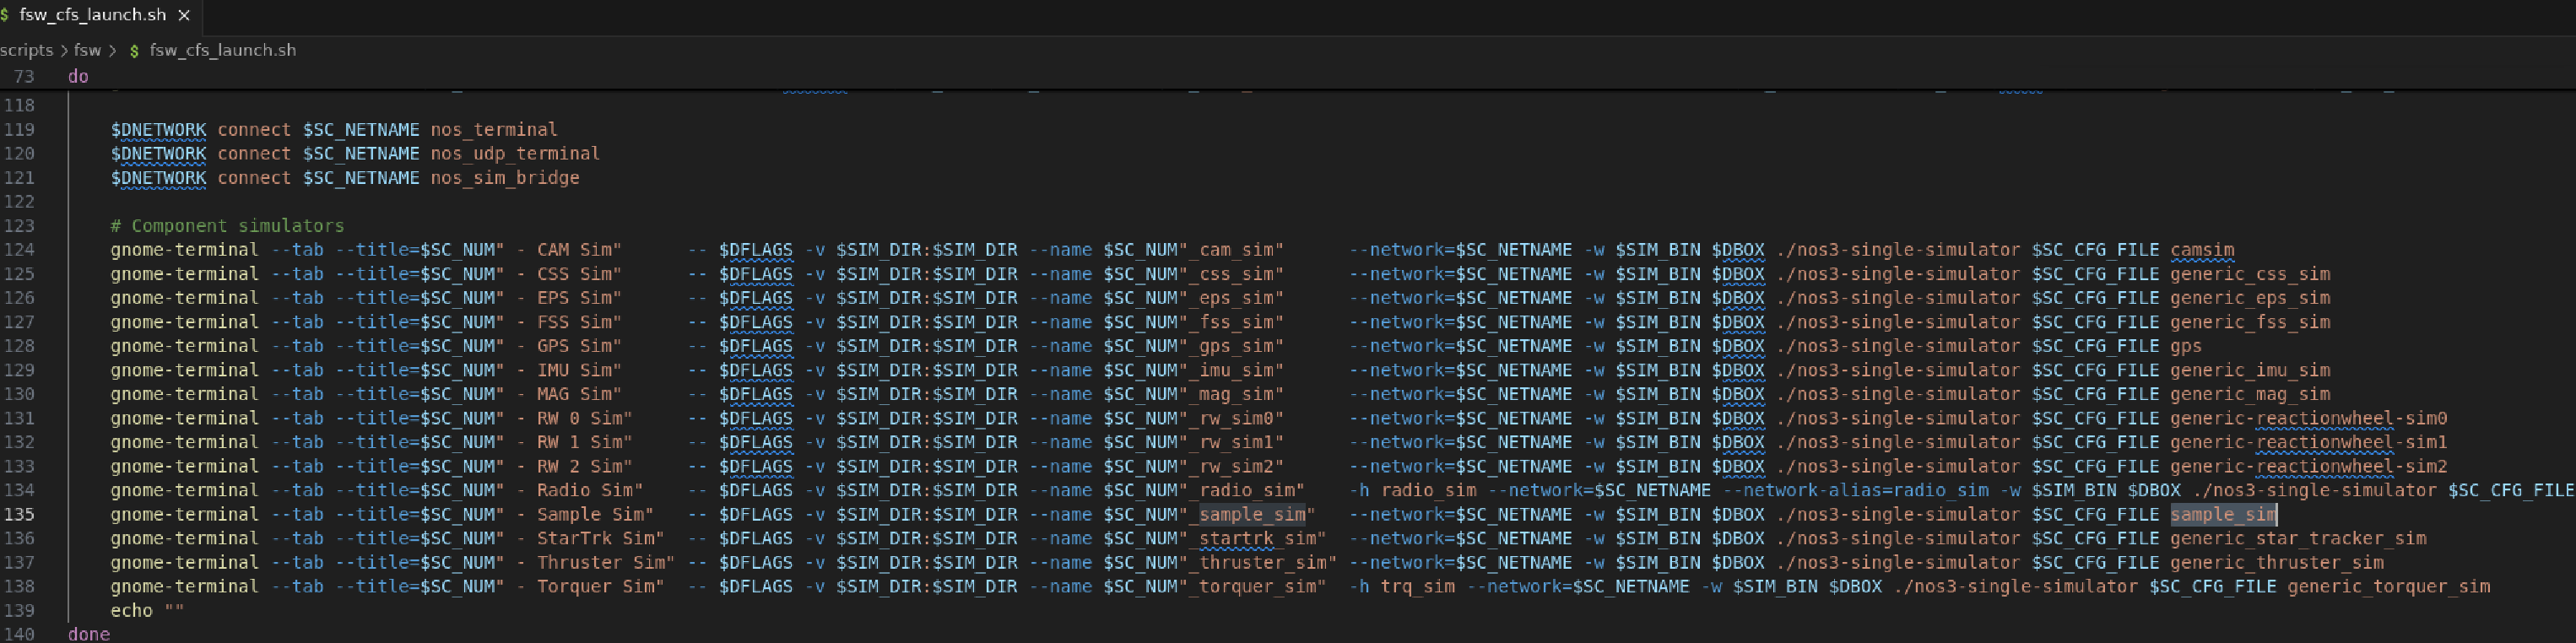 $ fsw_cfs_launch.sh ×
scripts > fsw > $ fsw_cfs_launch.sh
73 do
118
119 $DNETWORK connect $SC_NETNAME nos_terminal
120 $DNETWORK connect $SC_NETNAME nos_udp_terminal
121 $DNETWORK connect $SC_NETNAME nos_sim_bridge
122
123 # Component simulators
124 gnome-terminal --tab --title=$SC_NUM" - CAM Sim" -- $DFLAGS -v $SIM_DIR:$SIM_DIR --name $SC_NUM"_cam_sim" --network=$SC_NETNAME -w $SIM_BIN $DBOX ./nos3-single-simulator $SC_CFG_FILE camsim
125 gnome-terminal --tab --title=$SC_NUM" - CSS Sim" -- $DFLAGS -v $SIM_DIR:$SIM_DIR --name $SC_NUM"_css_sim" --network=$SC_NETNAME -w $SIM_BIN $DBOX ./nos3-single-simulator $SC_CFG_FILE generic_css_sim
126 gnome-terminal --tab --title=$SC_NUM" - EPS Sim" -- $DFLAGS -v $SIM_DIR:$SIM_DIR --name $SC_NUM"_eps_sim" --network=$SC_NETNAME -w $SIM_BIN $DBOX ./nos3-single-simulator $SC_CFG_FILE generic_eps_sim
127 gnome-terminal --tab --title=$SC_NUM" - FSS Sim" -- $DFLAGS -v $SIM_DIR:$SIM_DIR --name $SC_NUM"_fss_sim" --network=$SC_NETNAME -w $SIM_BIN $DBOX ./nos3-single-simulator $SC_CFG_FILE generic_fss_sim
128 gnome-terminal --tab --title=$SC_NUM" - GPS Sim" -- $DFLAGS -v $SIM_DIR:$SIM_DIR --name $SC_NUM"_gps_sim" --network=$SC_NETNAME -w $SIM_BIN $DBOX ./nos3-single-simulator $SC_CFG_FILE gps
129 gnome-terminal --tab --title=$SC_NUM" - IMU Sim" -- $DFLAGS -v $SIM_DIR:$SIM_DIR --name $SC_NUM"_imu_sim" --network=$SC_NETNAME -w $SIM_BIN $DBOX ./nos3-single-simulator $SC_CFG_FILE generic_imu_sim
130 gnome-terminal --tab --title=$SC_NUM" - MAG Sim" -- $DFLAGS -v $SIM_DIR:$SIM_DIR --name $SC_NUM"_mag_sim" --network=$SC_NETNAME -w $SIM_BIN $DBOX ./nos3-single-simulator $SC_CFG_FILE generic_mag_sim
131 gnome-terminal --tab --title=$SC_NUM" - RW 0 Sim" -- $DFLAGS -v $SIM_DIR:$SIM_DIR --name $SC_NUM"_rw_sim0" --network=$SC_NETNAME -w $SIM_BIN $DBOX ./nos3-single-simulator $SC_CFG_FILE generic-reactionwheel-sim0
132 gnome-terminal --tab --title=$SC_NUM" - RW 1 Sim" -- $DFLAGS -v $SIM_DIR:$SIM_DIR --name $SC_NUM"_rw_sim1" --network=$SC_NETNAME -w $SIM_BIN $DBOX ./nos3-single-simulator $SC_CFG_FILE generic-reactionwheel-sim1
133 gnome-terminal --tab --title=$SC_NUM" - RW 2 Sim" -- $DFLAGS -v $SIM_DIR:$SIM_DIR --name $SC_NUM"_rw_sim2" --network=$SC_NETNAME -w $SIM_BIN $DBOX ./nos3-single-simulator $SC_CFG_FILE generic-reactionwheel-sim2
134 gnome-terminal --tab --title=$SC_NUM" - Radio Sim" -- $DFLAGS -v $SIM_DIR:$SIM_DIR --name $SC_NUM"_radio_sim" -h radio_sim --network=$SC_NETNAME --network-alias=radio_sim -w $SIM_BIN $DBOX ./nos3-single-simulator $SC_CFG_FILE
135 gnome-terminal --tab --title=$SC_NUM" - Sample Sim" -- $DFLAGS -v $SIM_DIR:$SIM_DIR --name $SC_NUM"_sample_sim" --network=$SC_NETNAME -w $SIM_BIN $DBOX ./nos3-single-simulator $SC_CFG_FILE sample_sim
136 gnome-terminal --tab --title=$SC_NUM" - StarTrk Sim" -- $DFLAGS -v $SIM_DIR:$SIM_DIR --name $SC_NUM"_startrk_sim" --network=$SC_NETNAME -w $SIM_BIN $DBOX ./nos3-single-simulator $SC_CFG_FILE generic_star_tracker_sim
137 gnome-terminal --tab --title=$SC_NUM" - Thruster Sim" -- $DFLAGS -v $SIM_DIR:$SIM_DIR --name $SC_NUM"_thruster_sim" --network=$SC_NETNAME -w $SIM_BIN $DBOX ./nos3-single-simulator $SC_CFG_FILE generic_thruster_sim
138 gnome-terminal --tab --title=$SC_NUM" - Torquer Sim" -- $DFLAGS -v $SIM_DIR:$SIM_DIR --name $SC_NUM"_torquer_sim" -h trq_sim --network=$SC_NETNAME -w $SIM_BIN $DBOX ./nos3-single-simulator $SC_CFG_FILE generic_torquer_sim
139 echo ""
140 done